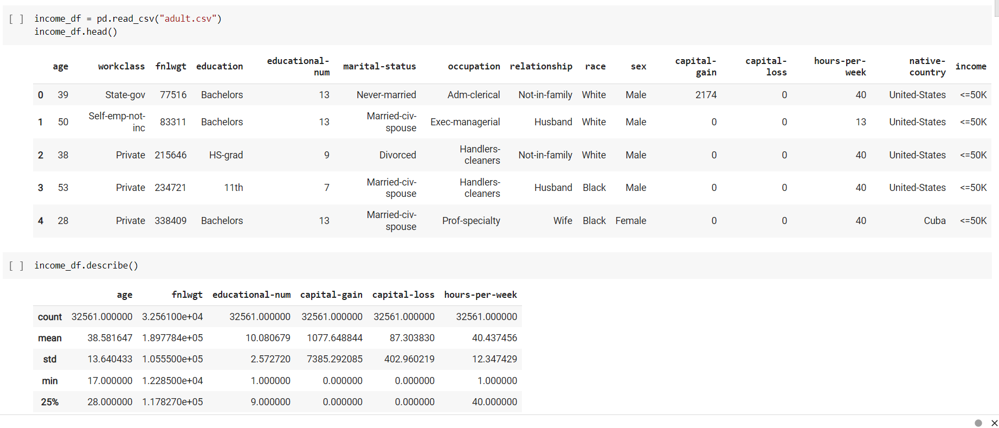 [ ] income_df = pd.read_csv("adult.csv")
income_df.head()
age workclass fnlwgt education educational-num marital-status occupation relationship race sex capital-gain capital-loss hours-per-week native-country income
0 39 State-gov 77516 Bachelors 13 Never-married Adm-clerical Not-in-family White Male 2174 0 40 United-States <=50K
1 50 Self-emp-not-inc 83311 Bachelors 13 Married-civ-spouse Exec-managerial Husband White Male 0 0 13 United-States <=50K
2 38 Private 215646 HS-grad 9 Divorced Handlers-cleaners Not-in-family White Male 0 0 40 United-States <=50K
3 53 Private 234721 11th 7 Married-civ-spouse Handlers-cleaners Husband Black Male 0 0 40 United-States <=50K
4 28 Private 338409 Bachelors 13 Married-civ-spouse Prof-specialty Wife Black Female 0 0 40 Cuba <=50K
[ ] income_df.describe()
age fnlwgt educational-num capital-gain capital-loss hours-per-week
count 32561.000000 3.256100e+04 32561.000000 32561.000000 32561.000000 32561.000000
mean 38.581647 1.897784e+05 10.080679 1077.648844 87.303830 40.437456
std 13.640433 1.055500e+05 2.572720 7385.292085 402.960219 12.347429
min 17.000000 1.228500e+04 1.000000 0.000000 0.000000 1.000000
25% 28.000000 1.178270e+05 9.000000 0.000000 0.000000 40.000000